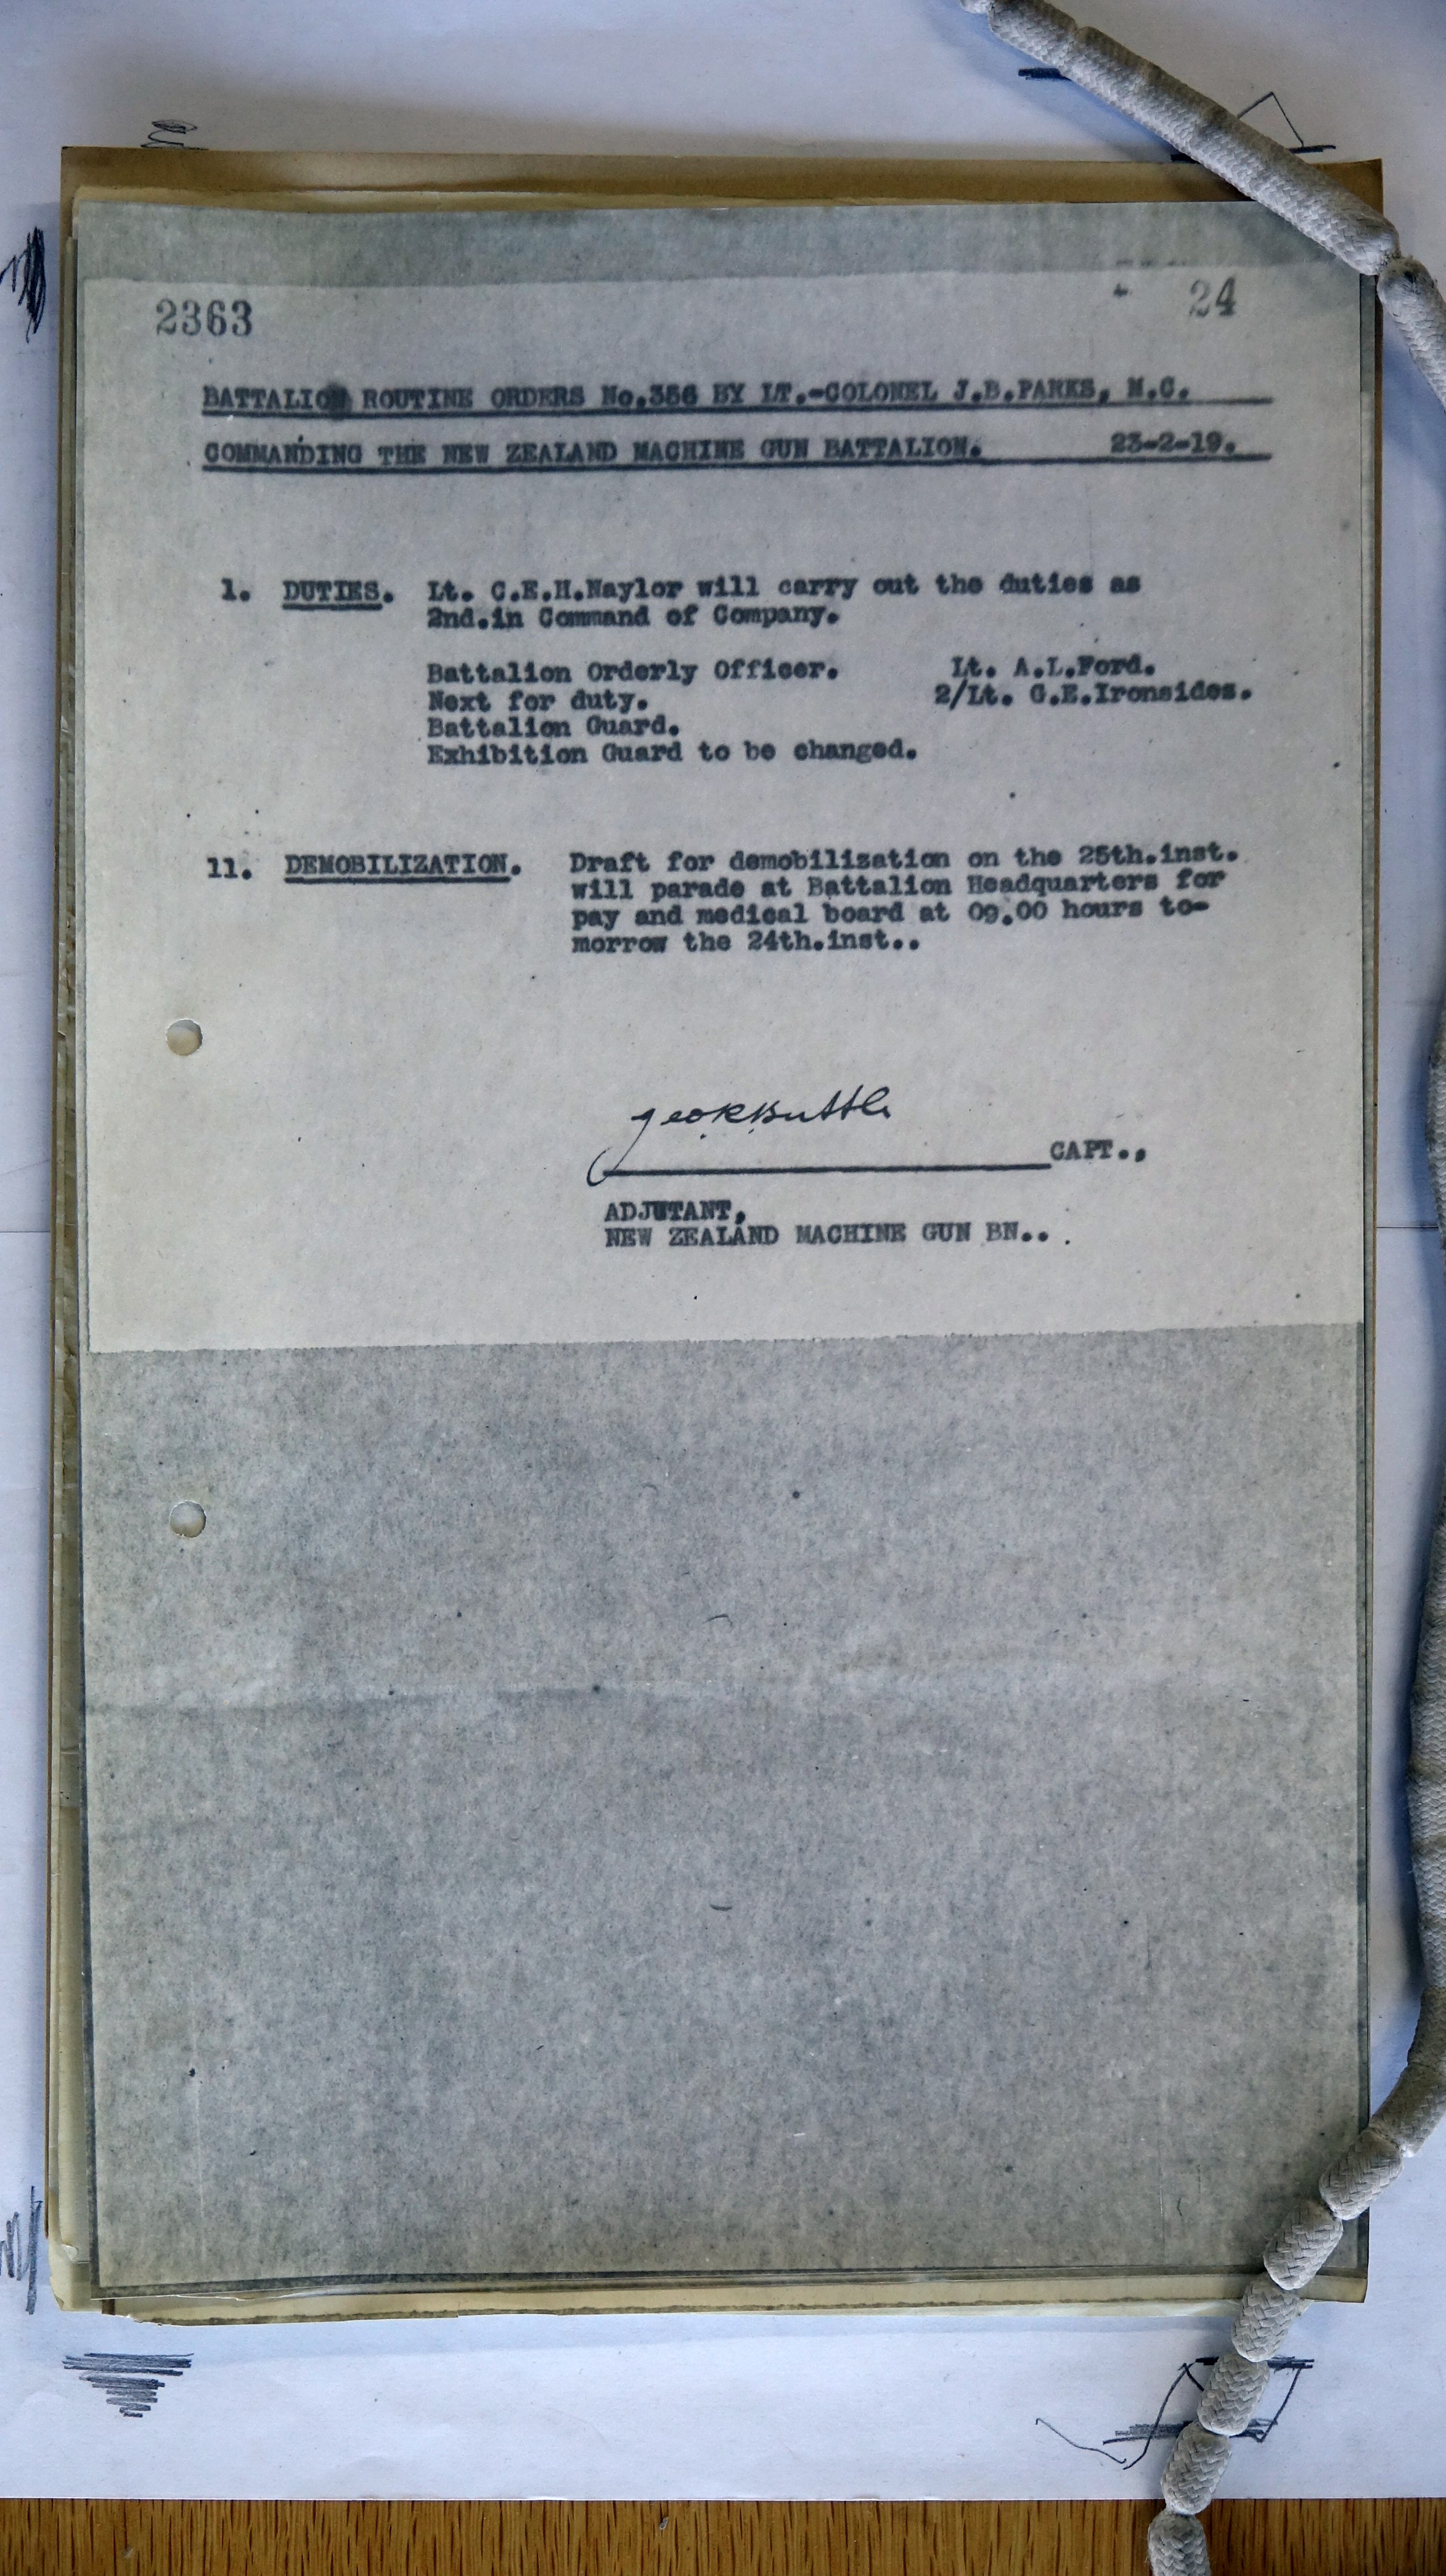 2363 24
BATTALION ROUTINE ORDERS No.356 BY LT.-COLONEL J.B.PARKS, M.C.
COMMANDING THE NEW ZEALAND MACHINE GUN BATTALION. 23-2-19.
1. DUTIES. Lt. C.E.H.Naylor will carry out the duties as
2nd.in Command of Company.
Battalion Orderly Officer. Lt. A.L.Ford.
Next for duty. 2/Lt. G.E.Ironsides.
Battalion Guard.
Exhibition Guard to be changed.
11. DEMOBILIZATION. Draft for demobilization on the 25th.inst.
will parade at Battalion Headquarters for
pay and medical board at 09.00 hours to-
morrow the 24th.inst..
CAPT.,
ADJUTANT,
NEW ZEALAND MACHINE GUN BN.. .